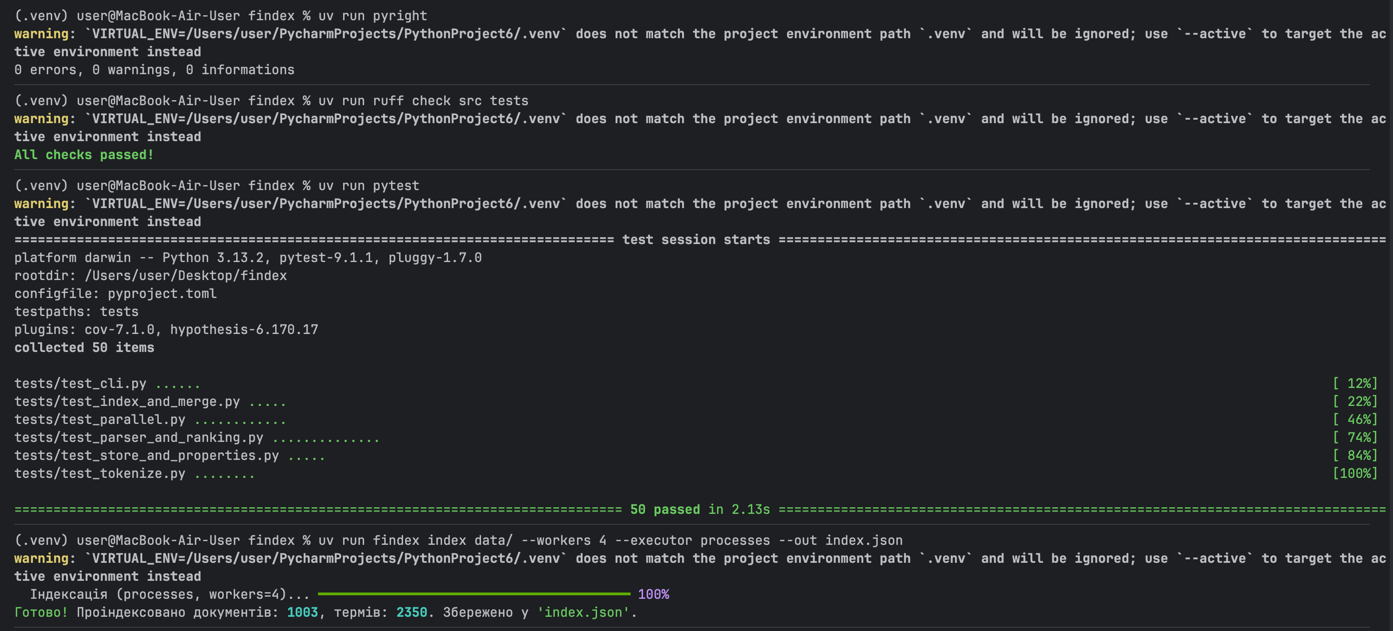 (.venv) user@MacBook-Air-User findex % uv run pyright
warning: `VIRTUAL_ENV=/Users/user/PycharmProjects/PythonProject6/.venv` does not match the project environment path `.venv` and will be ignored; use `--active` to target the ac
tive environment instead
0 errors, 0 warnings, 0 informations
(.venv) user@MacBook-Air-User findex % uv run ruff check src tests
warning: `VIRTUAL_ENV=/Users/user/PycharmProjects/PythonProject6/.venv` does not match the project environment path `.venv` and will be ignored; use `--active` to target the ac
tive environment instead
All checks passed!
(.venv) user@MacBook-Air-User findex % uv run pytest
warning: `VIRTUAL_ENV=/Users/user/PycharmProjects/PythonProject6/.venv` does not match the project environment path `.venv` and will be ignored; use `--active` to target the ac
tive environment instead
============================================================================= test session starts ==============================================================================
platform darwin -- Python 3.13.2, pytest-9.1.1, pluggy-1.7.0
rootdir: /Users/user/Desktop/findex
configfile: pyproject.toml
testpaths: tests
plugins: cov-7.1.0, hypothesis-6.170.17
collected 50 items
tests/test_cli.py ...... [ 12%]
tests/test_index_and_merge.py ..... [ 22%]
tests/test_parallel.py ............ [ 46%]
tests/test_parser_and_ranking.py .............. [ 74%]
tests/test_store_and_properties.py ..... [ 84%]
tests/test_tokenize.py ........ [100%]
============================================================================== 50 passed in 2.13s ==============================================================================
(.venv) user@MacBook-Air-User findex % uv run findex index data/ --workers 4 --executor processes --out index.json
warning: `VIRTUAL_ENV=/Users/user/PycharmProjects/PythonProject6/.venv` does not match the project environment path `.venv` and will be ignored; use `--active` to target the ac
tive environment instead
Індексація (processes, workers=4)... 100%
Готово! Проіндексовано документів: 1003, термів: 2350. Збережено у 'index.json'.